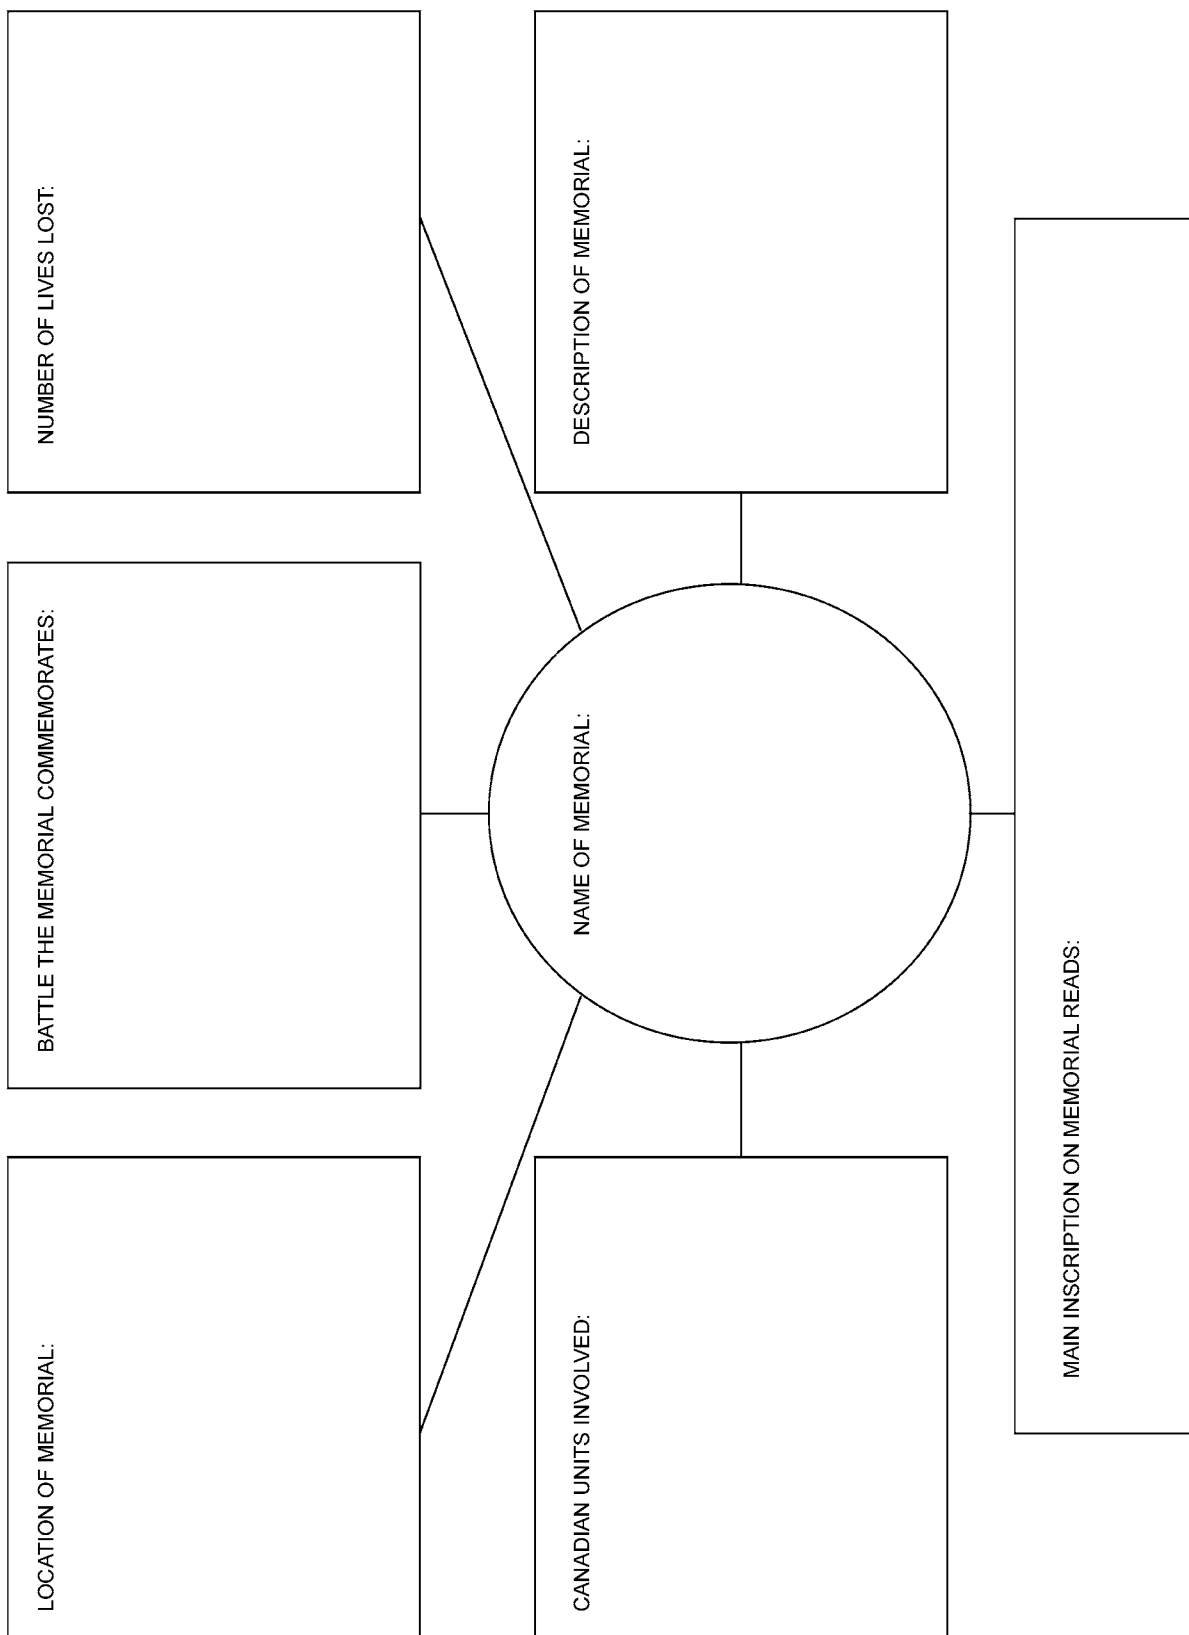 LOCATION OF MEMORIAL:
BATTLE THE MEMORIAL COMMEMORATES:
NUMBER OF LIVES LOST:
CANADIAN UNITS INVOLVED:
NAME OF MEMORIAL:
DESCRIPTION OF MEMORIAL:
MAIN INSCRIPTION ON MEMORIAL READS: